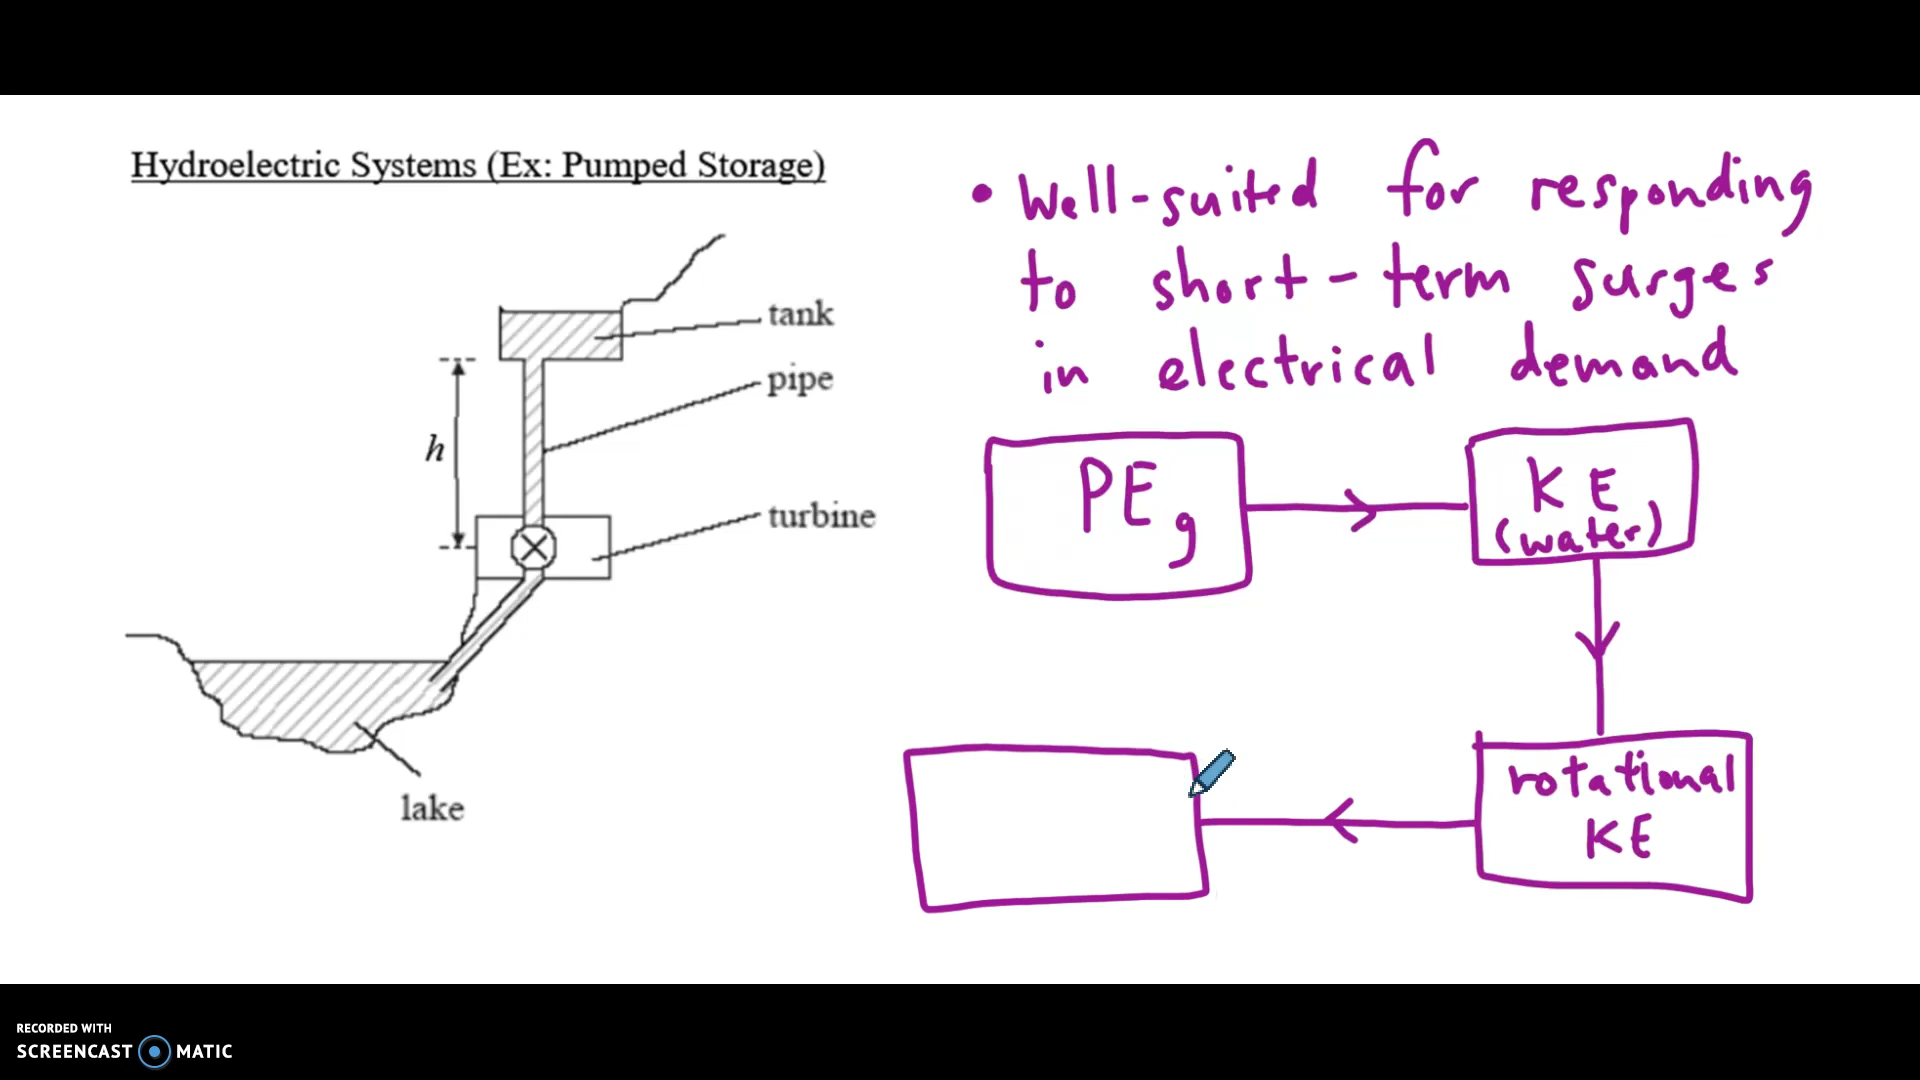 Hydroelectric Systems (Ex: Pumped Storage)
tank
pipe
h
turbine
lake
• Well-suited for responding
to short-term surges
in electrical demand
PEg
KE
(water)
rotational
KE
RECORDED WITH
SCREENCAST MATIC